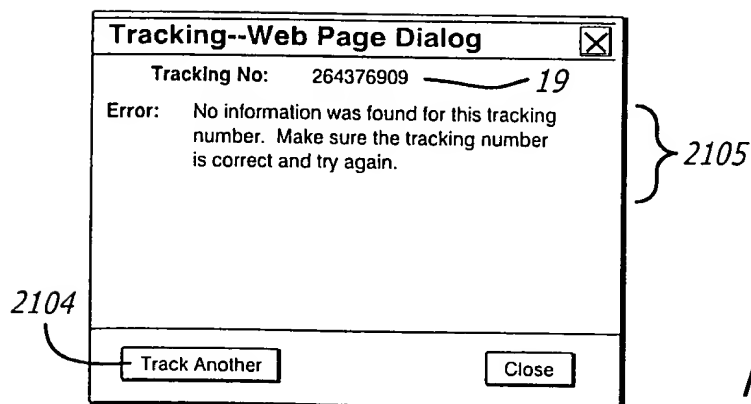 Tracking--Web Page Dialog
Tracking No: 264376909 19
Error: No information was found for this tracking
number. Make sure the tracking number
is correct and try again.
2105
2104
Track Another
Close